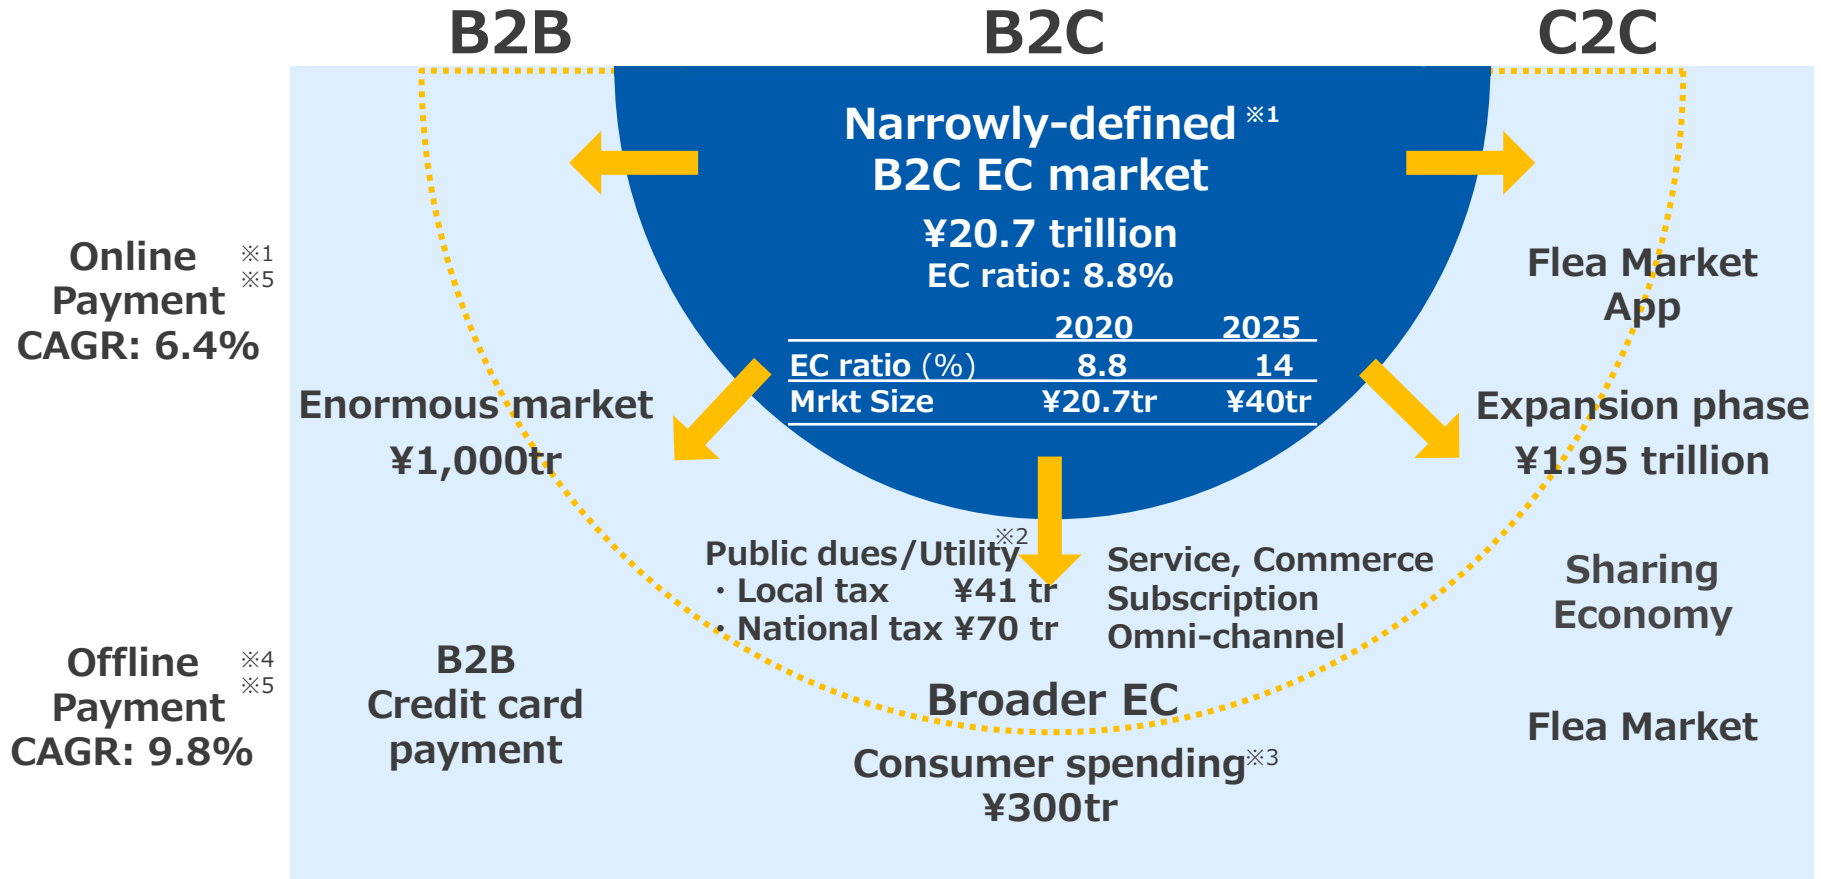 B2B B2C C2C
Narrowly-defined ※1
B2C EC market
¥20.7 trillion
EC ratio: 8.8%
2020 2025
EC ratio (%) 8.8 14
Mrkt Size ¥20.7tr ¥40tr
Online ※1
Payment ※5
CAGR: 6.4%
Flea Market
App
Enormous market
¥1,000tr
Expansion phase
¥1.95 trillion
Public dues/Utility ※2
・Local tax ¥41 tr
・National tax ¥70 tr
Service, Commerce
Subscription
Omni-channel
Sharing
Economy
Offline ※4
Payment ※5
CAGR: 9.8%
B2B
Credit card
payment
Broader EC
Flea Market
Consumer spending※3
¥300tr